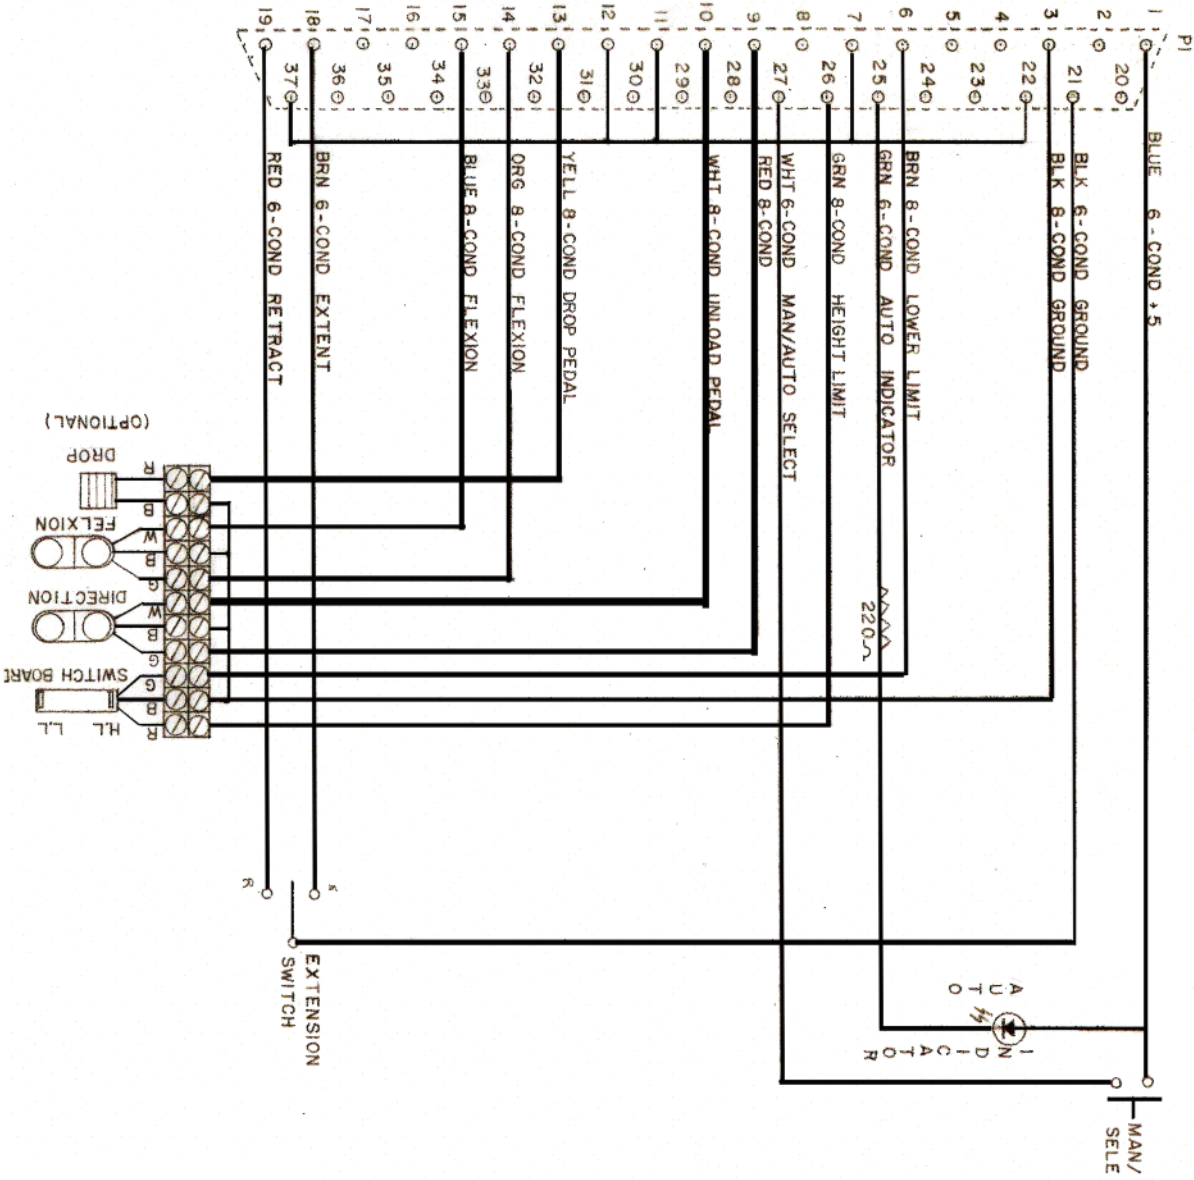 P1
1
2
3
4
5
6
7
8
9
10
11
12
13
14
15
16
17
18
19
20
21
22
23
24
25
26
27
28
29
30
31
32
33
34
35
36
37
BLUE 6-COND +5
BLK 6-COND GROUND
BLK 8-COND GROUND
BRN 8-COND LOWER LIMIT
GRN 6-COND AUTO INDICATOR
GRN 8-COND HEIGHT LIMIT
WHT 6-COND MAN/AUTO SELECT
RED 8-COND
WHT 8-COND UNLOAD PEDAL
YELL 8-COND DROP PEDAL
ORG 8-COND FLEXION
BLUE 8-COND FLEXION
BRN 6-COND EXTENT
RED 6-COND RETRACT
(OPTIONAL)
DROP
R
B
FELXION
W
B
G
DIRECTION
W
B
G
SWITCH BOARD
G
B
R
H.L
L.L
220
R
EXTENSION
SWITCH
AUTO
INDICATOR
MAN/
SELE